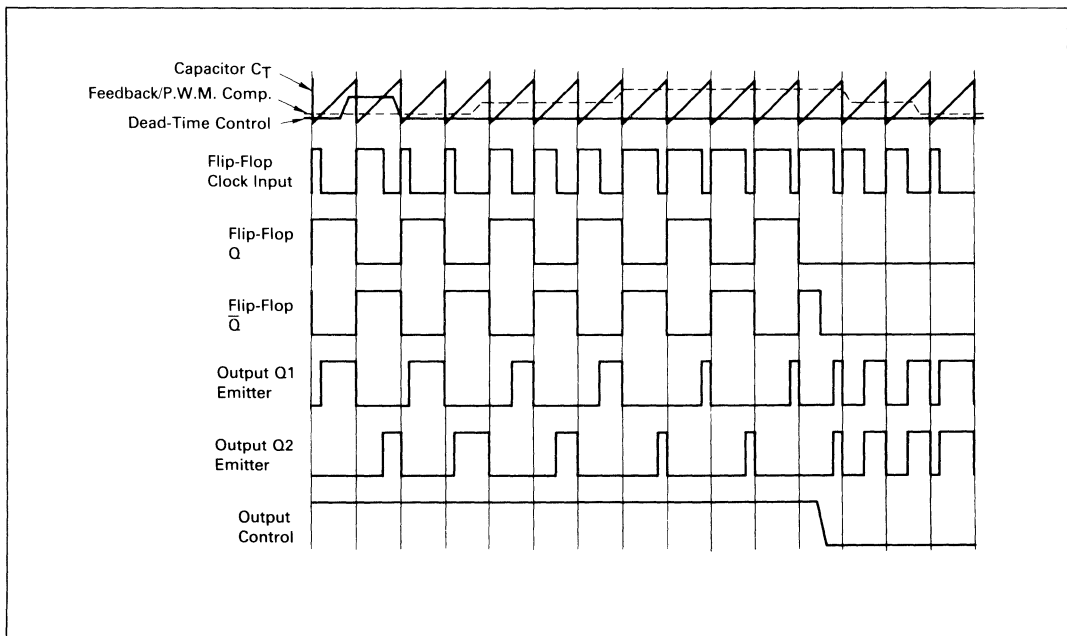 Capacitor CT
Feedback/P.W.M. Comp.
Dead-Time Control
Flip-Flop
Clock Input
Flip-Flop
Q
Flip-Flop
Q̅
Output Q1
Emitter
Output Q2
Emitter
Output
Control